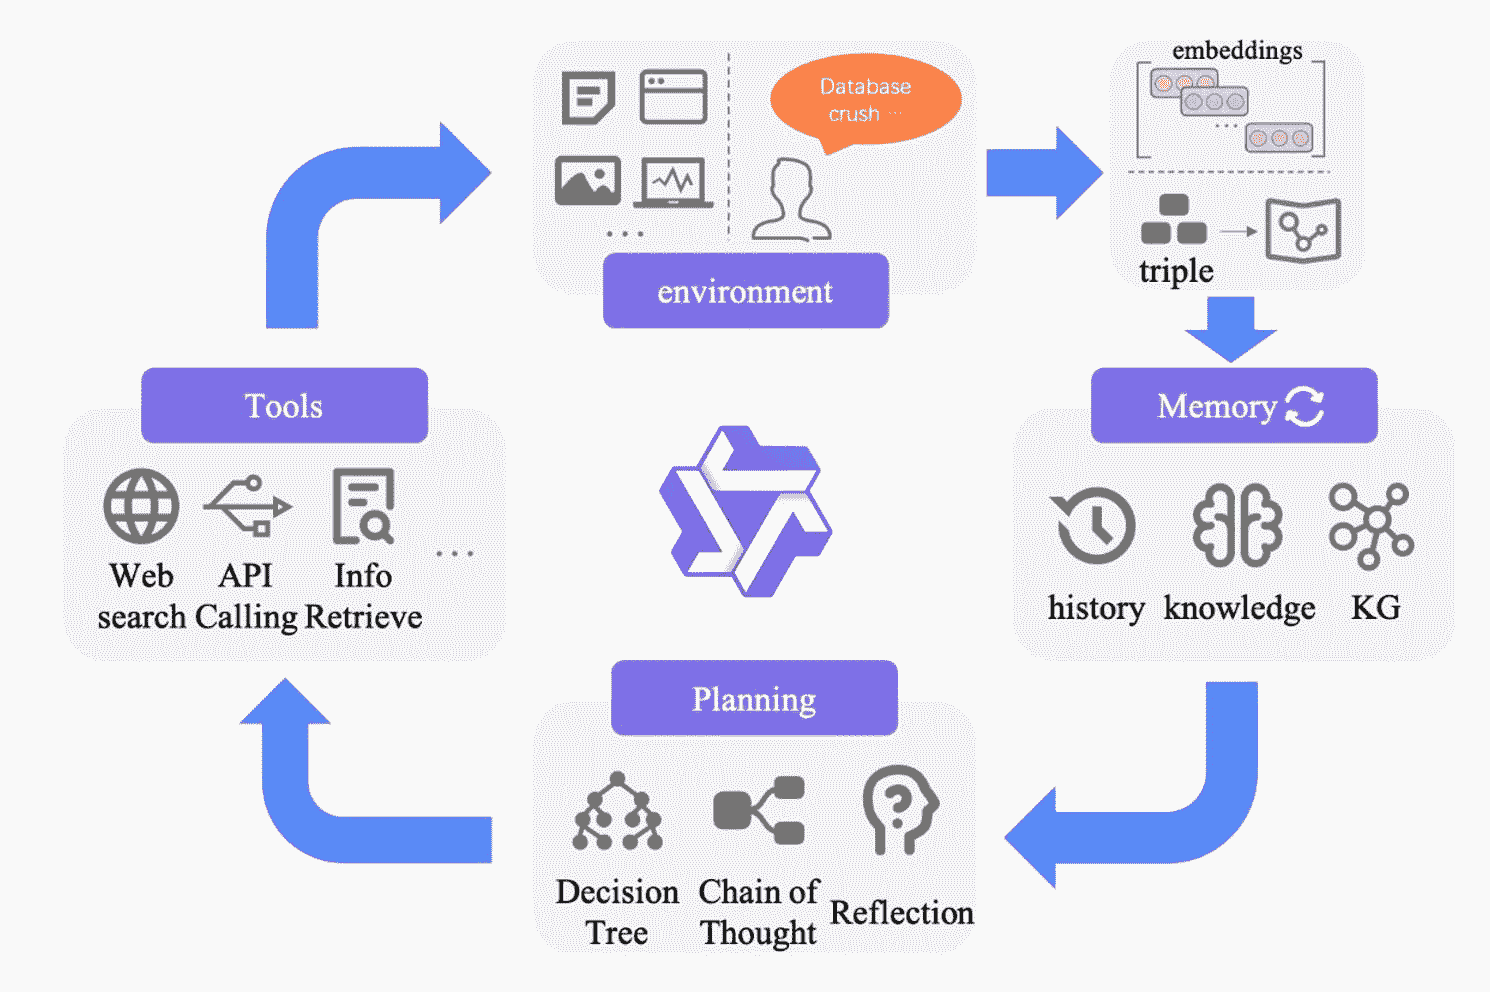 embeddings
Database
crush ...
...
...
triple
environment
Tools
Memory
Web
search
API
Calling
Info
Retrieve
...
history
knowledge
KG
Planning
Decision
Tree
Chain of
Thought
Reflection